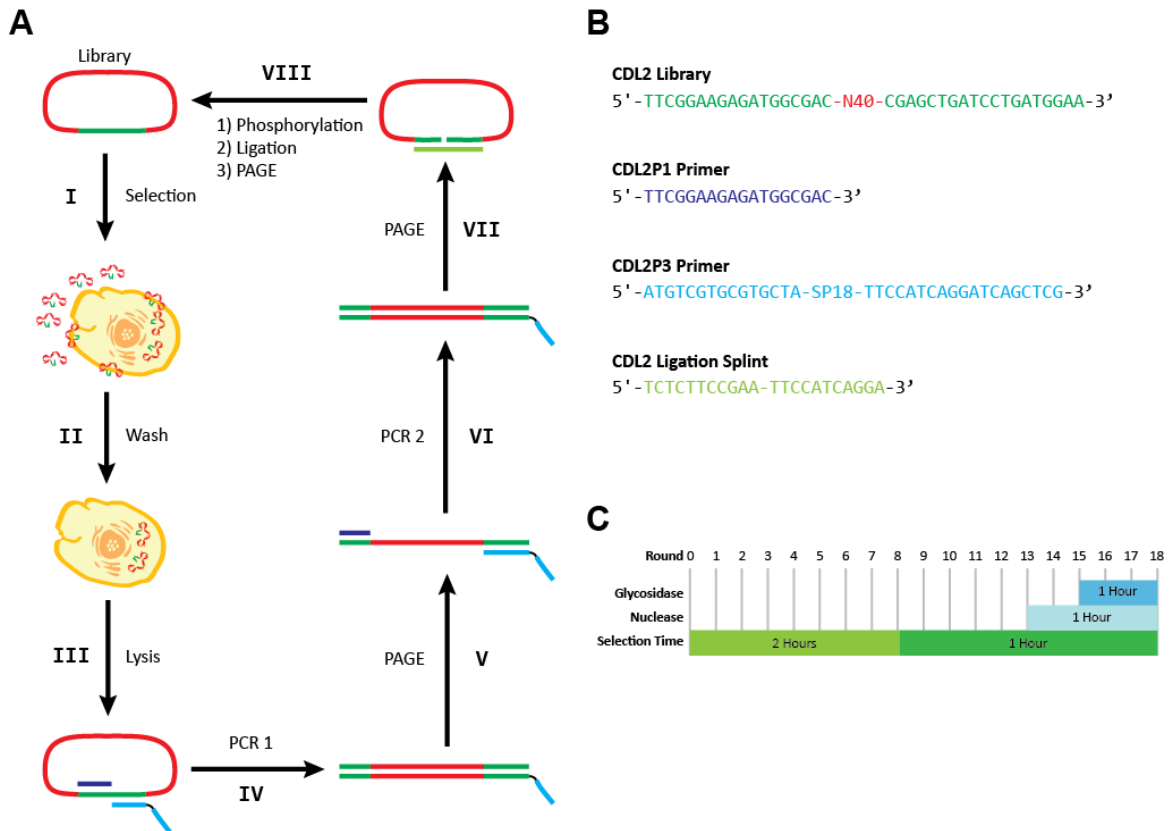 A
Library
VIII
1) Phosphorylation
2) Ligation
3) PAGE
I
Selection
II
Wash
III
Lysis
PCR 1
IV
PAGE
V
PCR 2
VI
PAGE
VII
B
CDL2 Library
5'-TTCGGAAGAGATGGCGAC-N40-CGAGCTGATCCTGATGGAA-3’
CDL2P1 Primer
5'-TTCGGAAGAGATGGCGAC-3’
CDL2P3 Primer
5'-ATGTCGTGCGTGCTA-SP18-TTCCATCAGGATCAGCTCG-3’
CDL2 Ligation Splint
5'-TCTCTTCCGAA-TTCCATCAGGA-3’
C
Round 0 1 2 3 4 5 6 7 8 9 10 11 12 13 14 15 16 17 18
Glycosidase 1 Hour
Nuclease 1 Hour
Selection Time 2 Hours 1 Hour